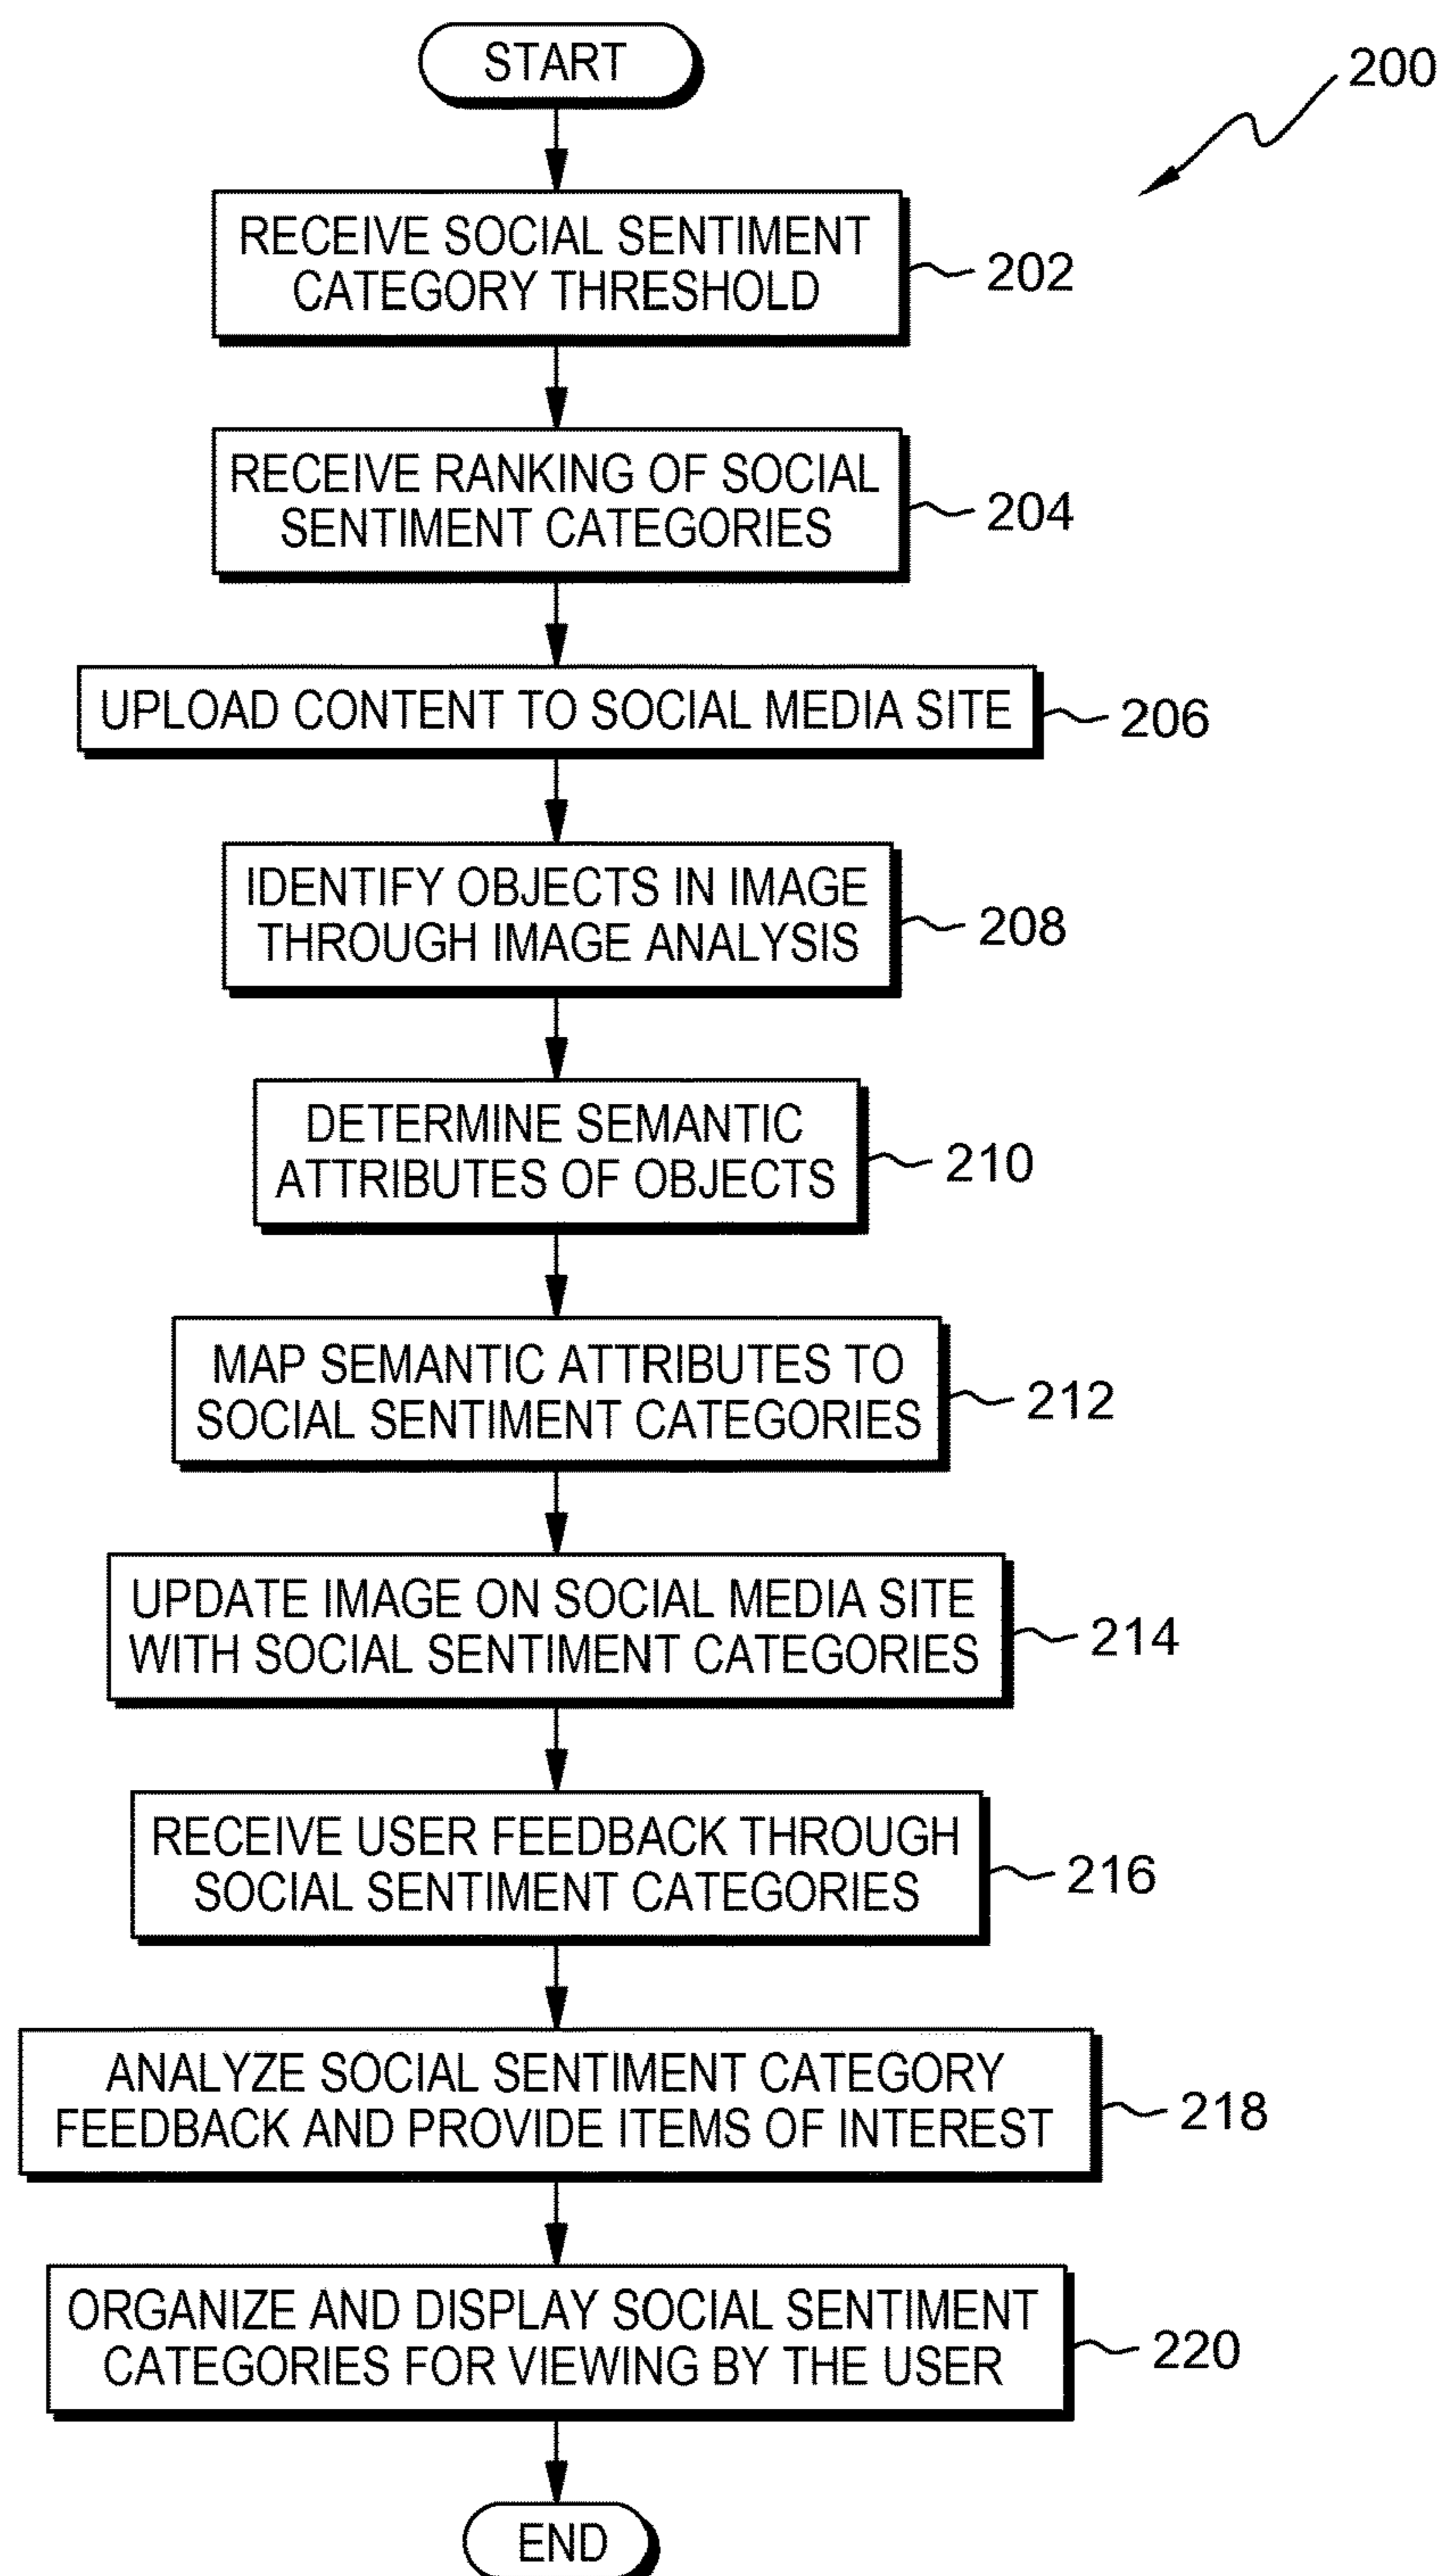 START
200
RECEIVE SOCIAL SENTIMENT
CATEGORY THRESHOLD
202
RECEIVE RANKING OF SOCIAL
SENTIMENT CATEGORIES
204
UPLOAD CONTENT TO SOCIAL MEDIA SITE
206
IDENTIFY OBJECTS IN IMAGE
THROUGH IMAGE ANALYSIS
208
DETERMINE SEMANTIC
ATTRIBUTES OF OBJECTS
210
MAP SEMANTIC ATTRIBUTES TO
SOCIAL SENTIMENT CATEGORIES
212
UPDATE IMAGE ON SOCIAL MEDIA SITE
WITH SOCIAL SENTIMENT CATEGORIES
214
RECEIVE USER FEEDBACK THROUGH
SOCIAL SENTIMENT CATEGORIES
216
ANALYZE SOCIAL SENTIMENT CATEGORY
FEEDBACK AND PROVIDE ITEMS OF INTEREST
218
ORGANIZE AND DISPLAY SOCIAL SENTIMENT
CATEGORIES FOR VIEWING BY THE USER
220
END